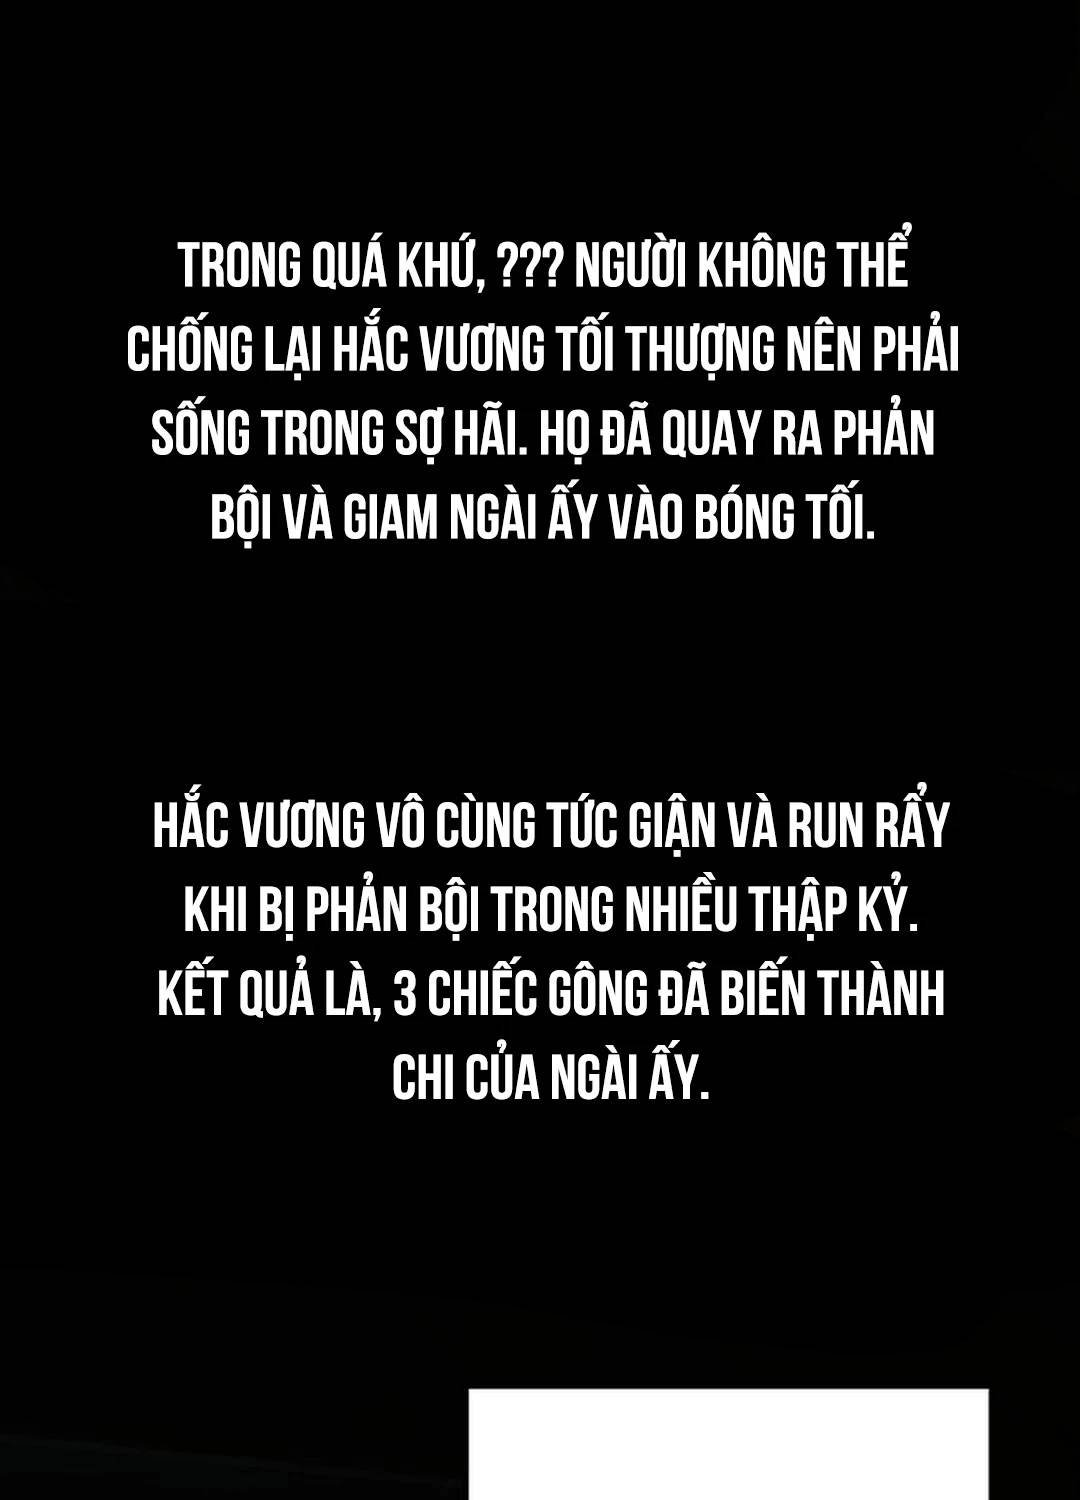 TRONG QUÁ KHỨ, ??? NGƯỜI KHÔNG THỂ
CHỐNG LẠI HẮC VƯƠNG TỐI THƯỢNG NÊN PHẢI
SỐNG TRONG SỢ HÃI. HỌ ĐÃ QUAY RA PHẢN
BỘI VÀ GIAM NGÀI ẤY VÀO BÓNG TỐI.
HẮC VƯƠNG VÔ CÙNG TỨC GIẬN VÀ RUN RẨY
KHI BỊ PHẢN BỘI TRONG NHIỀU THẬP KỶ.
KẾT QUẢ LÀ, 3 CHIẾC GÔNG ĐÃ BIẾN THÀNH
CHI CỦA NGÀI ẤY.